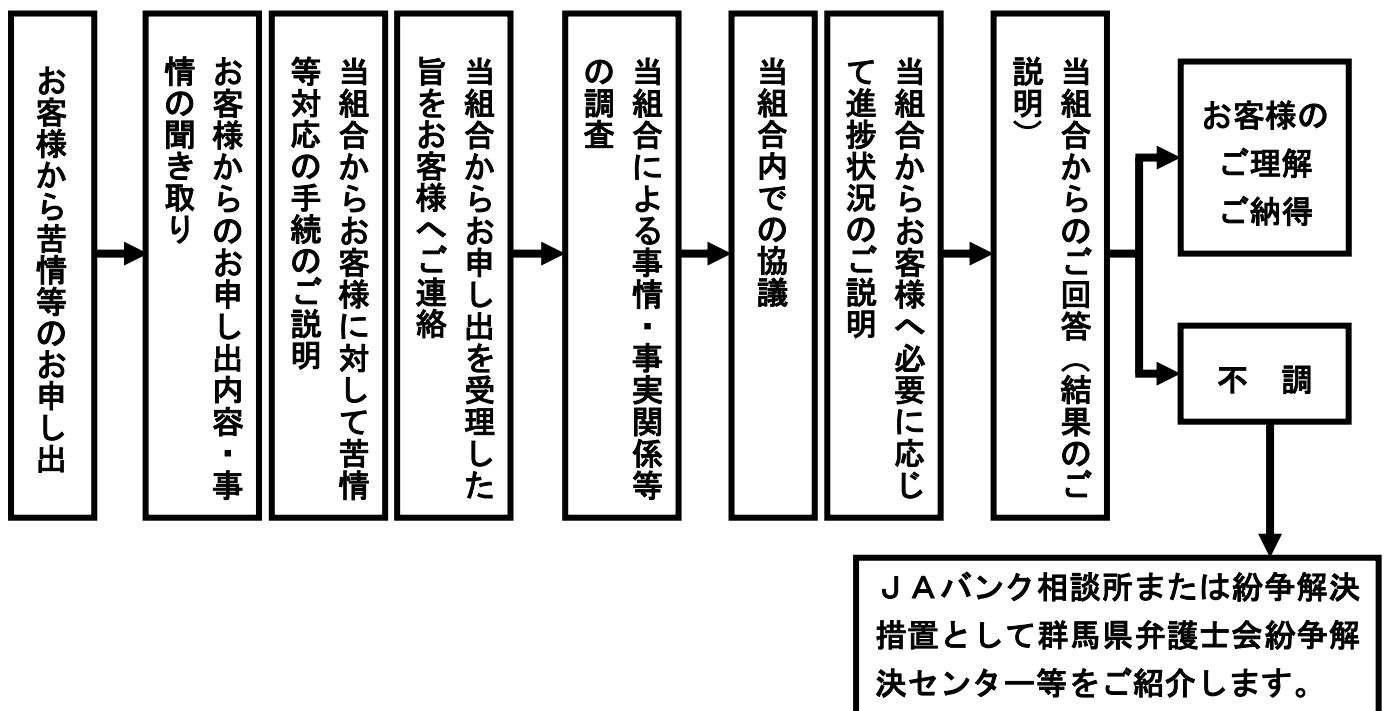 お客様から苦情等のお申し出
お客様からのお申し出内容・事
情の聞き取り
当組合からお客様に対して苦情
等対応の手続のご説明
当組合からお申し出を受理した
旨をお客様へご連絡
当組合による事情・事実関係等
の調査
当組合内での協議
当組合からお客様へ必要に応じ
て進捗状況のご説明
当組合からのご回答（結果のご
説明）
お客様の
ご理解
ご納得
不　調
ＪＡバンク相談所または紛争解決
措置として群馬県弁護士会紛争解
決センター等をご紹介します。